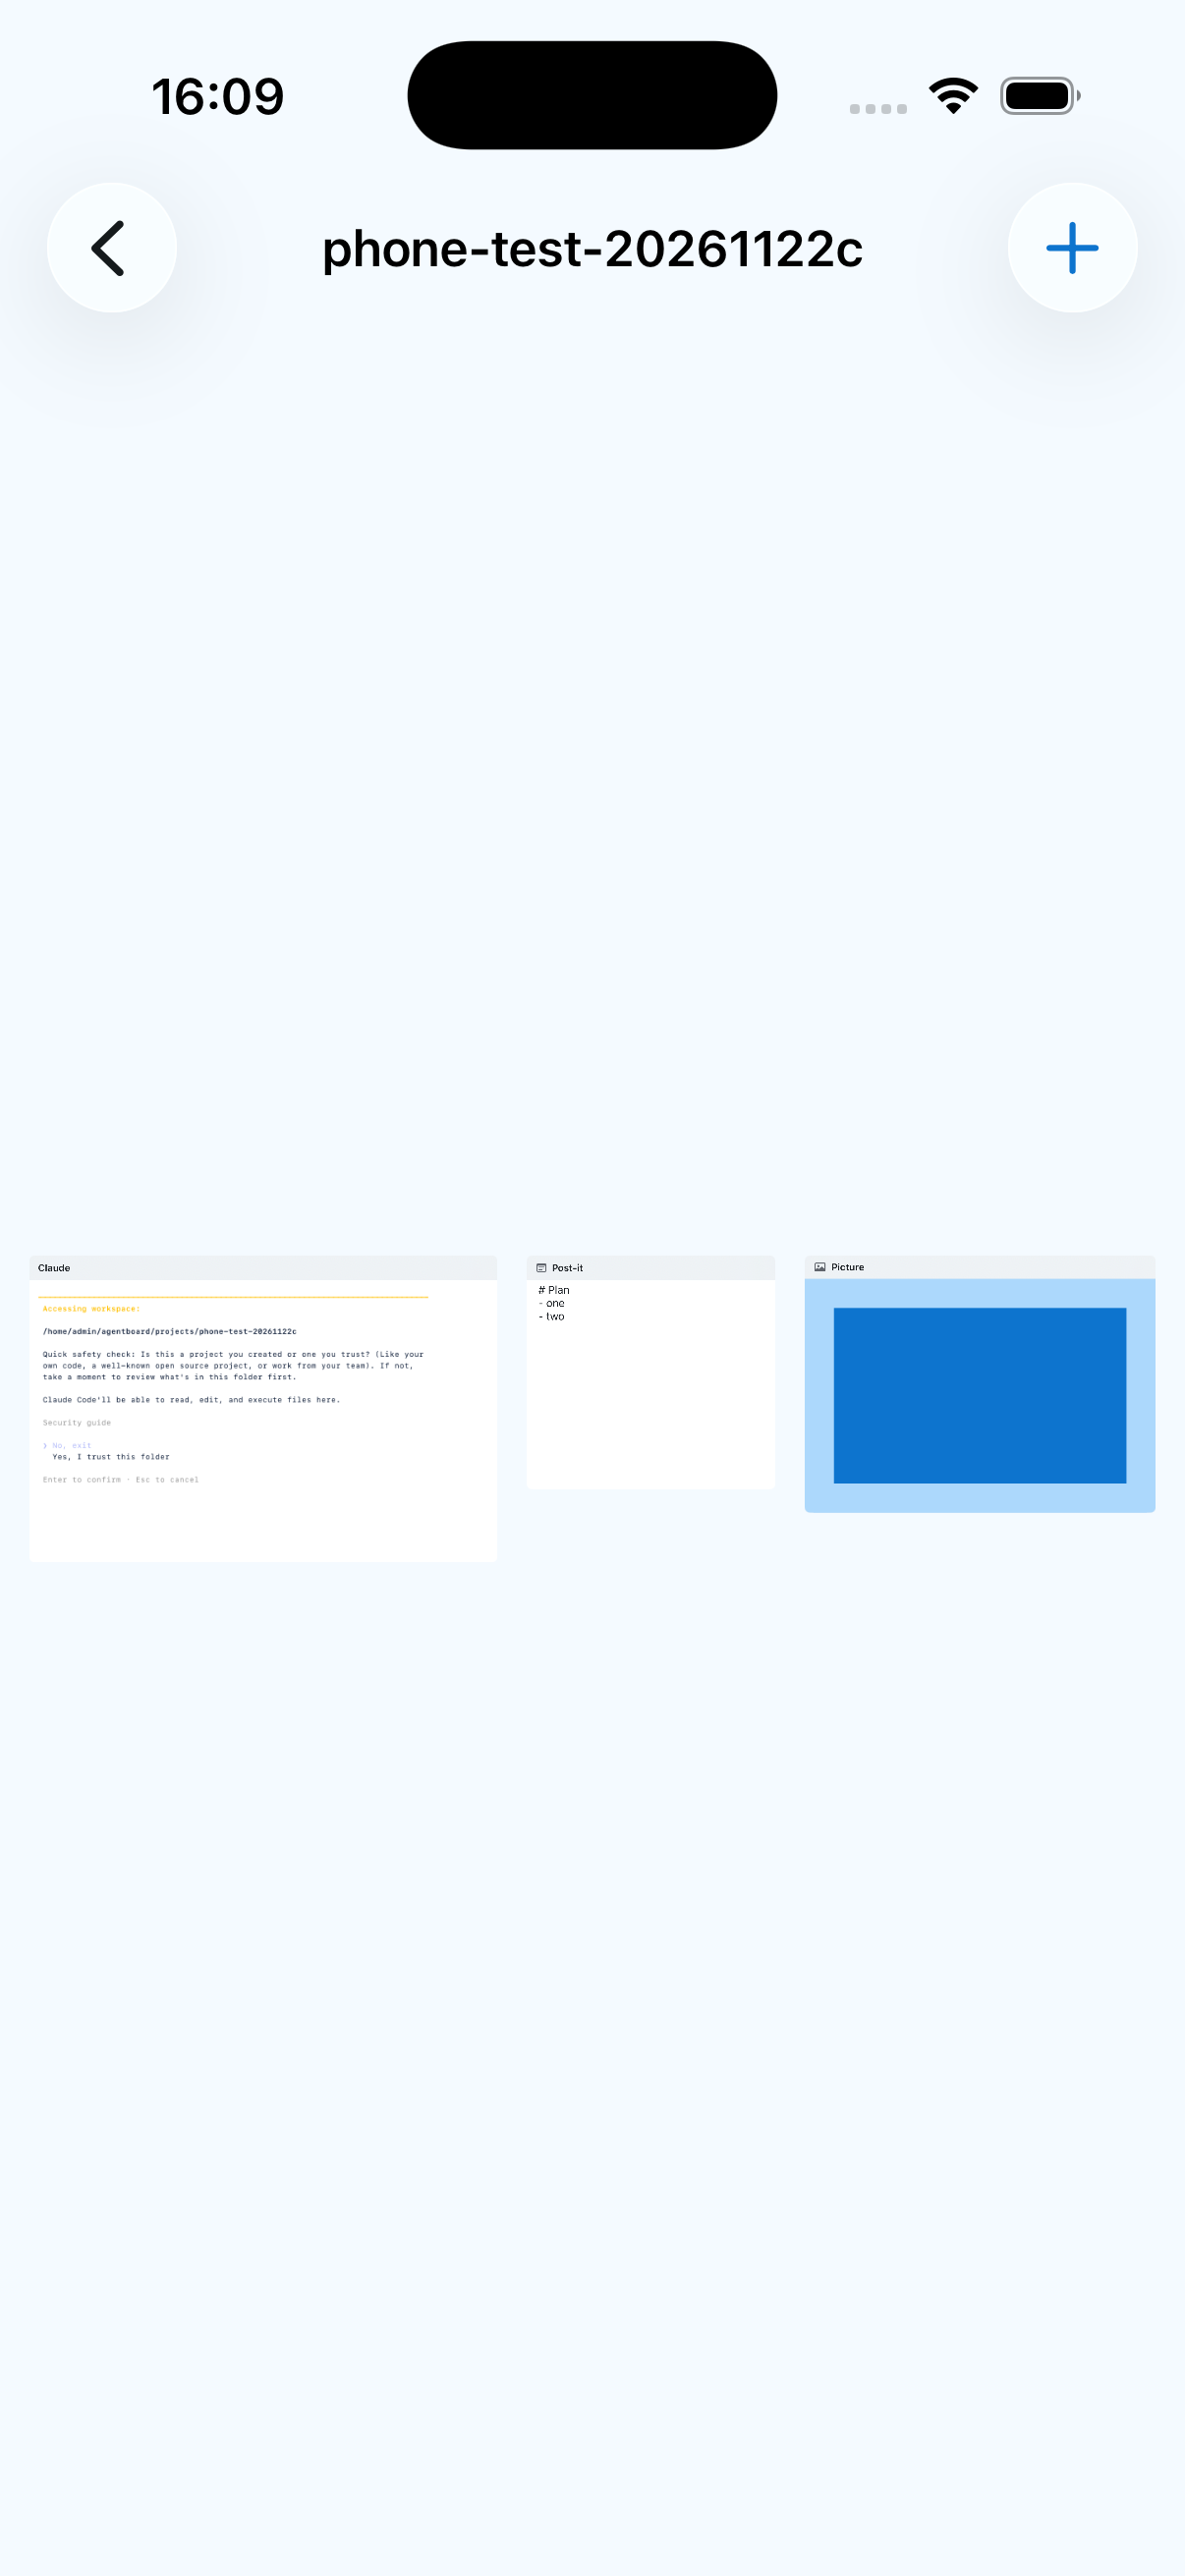 16:09
phone-test-20261122c
Claude
Accessing workspace:
/home/admin/agentboard/projects/phone-test-20261122c
Quick safety check: Is this a project you created or one you trust? (Like your
own code, a well-known open source project, or work from your team). If not,
take a moment to review what's in this folder first.
Claude Code'll be able to read, edit, and execute files here.
Security guide
❯ No, exit
Yes, I trust this folder
Enter to confirm · Esc to cancel
Post-it
# Plan
- one
- two
Picture